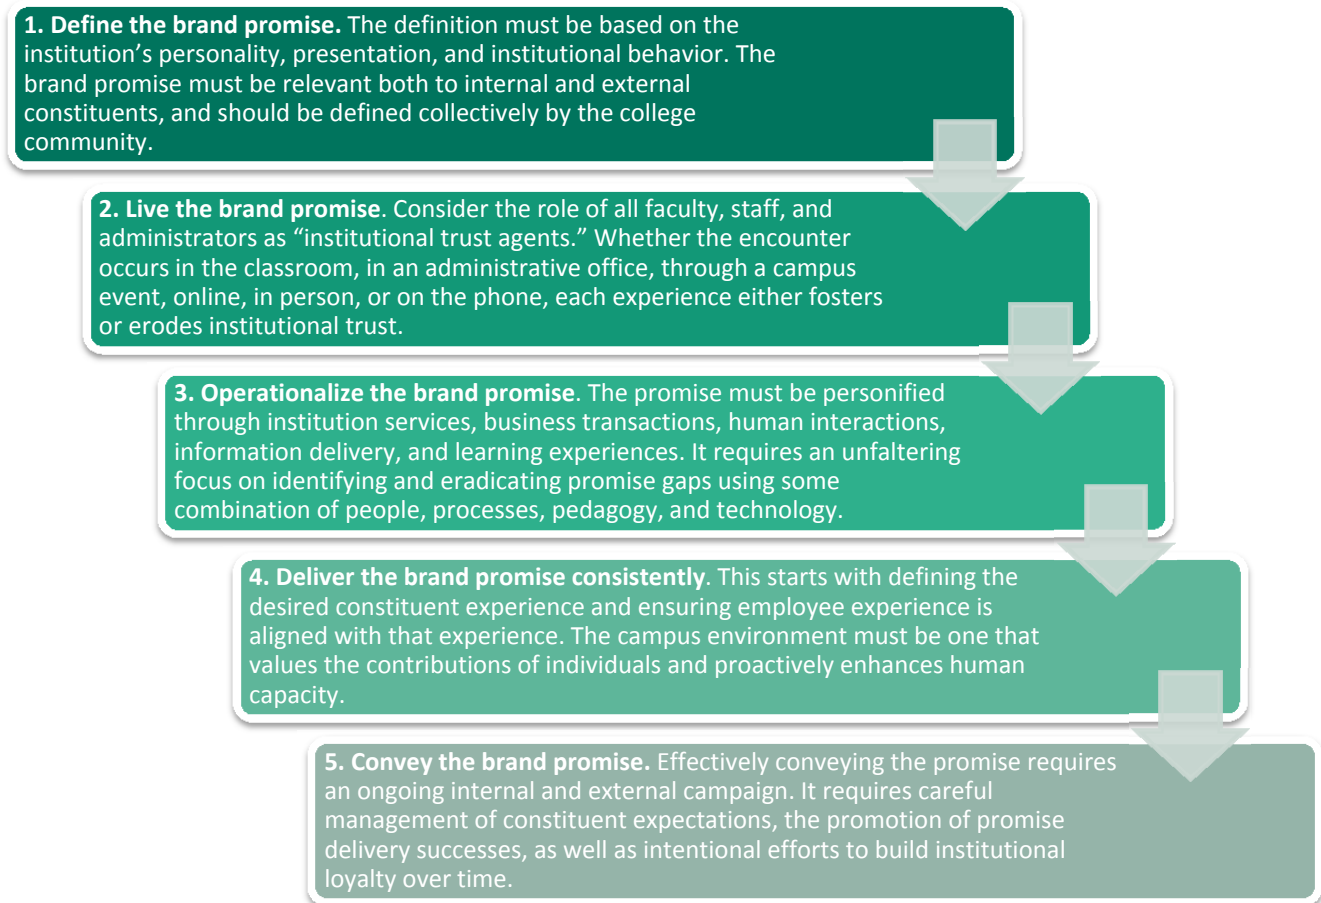 1. Define the brand promise. The definition must be based on the
institution’s personality, presentation, and institutional behavior. The
brand promise must be relevant both to internal and external
constituents, and should be defined collectively by the college
community.
2. Live the brand promise. Consider the role of all faculty, staff, and
administrators as “institutional trust agents.” Whether the encounter
occurs in the classroom, in an administrative office, through a campus
event, online, in person, or on the phone, each experience either fosters
or erodes institutional trust.
3. Operationalize the brand promise. The promise must be personified
through institution services, business transactions, human interactions,
information delivery, and learning experiences. It requires an unfaltering
focus on identifying and eradicating promise gaps using some
combination of people, processes, pedagogy, and technology.
4. Deliver the brand promise consistently. This starts with defining the
desired constituent experience and ensuring employee experience is
aligned with that experience. The campus environment must be one that
values the contributions of individuals and proactively enhances human
capacity.
5. Convey the brand promise. Effectively conveying the promise requires
an ongoing internal and external campaign. It requires careful
management of constituent expectations, the promotion of promise
delivery successes, as well as intentional efforts to build institutional
loyalty over time.